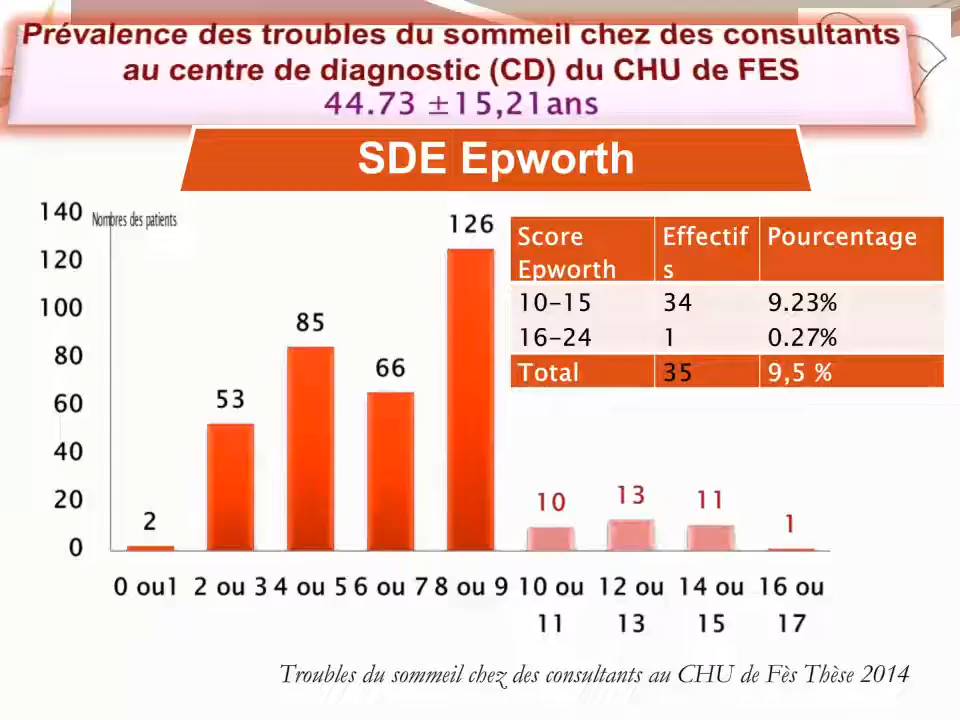 Prévalence des troubles du sommeil chez des consultants
au centre de diagnostic (CD) du CHU de FES
44.73 ±15,21ans
SDE Epworth
Nombres des patients
140
120
100
80
60
40
20
0
2
53
85
66
126
10
13
11
1
0 ou1 2 ou 3 4 ou 5 6 ou 7 8 ou 9 10 ou 12 ou 14 ou 16 ou
11 13 15 17
Score Effectif Pourcentage
Epworth s
10-15 34 9.23%
16-24 1 0.27%
Total 35 9,5 %
Troubles du sommeil chez des consultants au CHU de Fès Thèse 2014